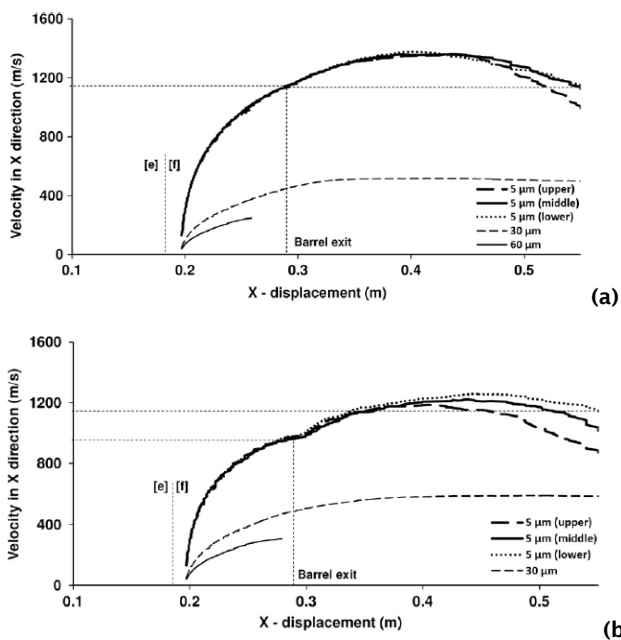 1600
1200
800
400
0
Velocity in X direction (m/s)
[e] [f]
5 µm (upper)
5 µm (middle)
5 µm (lower)
30 µm
60 µm
Barrel exit
0.1 0.2 0.3 0.4 0.5
X - displacement (m)
(a)
1600
1200
800
400
0
Velocity in X direction (m/s)
[e] [f]
5 µm (upper)
5 µm (middle)
5 µm (lower)
30 µm
Barrel exit
0.1 0.2 0.3 0.4 0.5
X - displacement (m)
(b